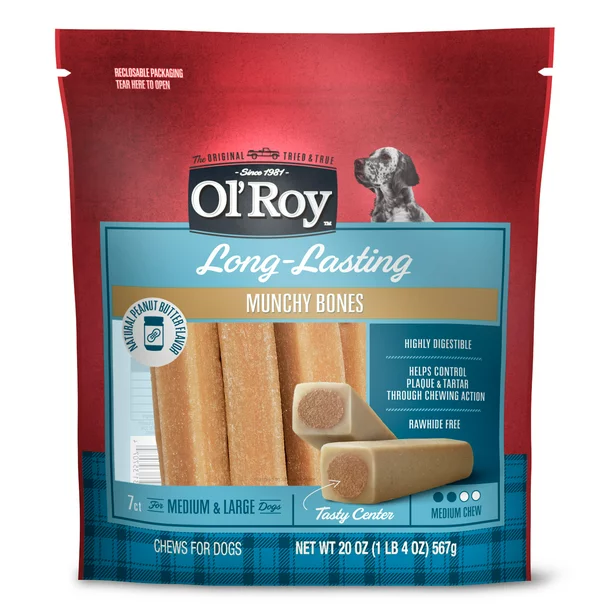 RECLOSABLE PACKAGING
TEAR HERE TO OPEN
The ORIGINAL TRIED & TRUE
- Since 1981 -
Ol' Roy ™
Long-Lasting
MUNCHY BONES
NATURAL PEANUT BUTTER FLAVOR
HIGHLY DIGESTIBLE
HELPS CONTROL
PLAQUE & TARTAR
THROUGH CHEWING ACTION
RAWHIDE FREE
7ct For MEDIUM & LARGE Dogs
Tasty Center
MEDIUM CHEW
CHEWS FOR DOGS
NET WT 20 OZ (1 LB 4 OZ) 567g